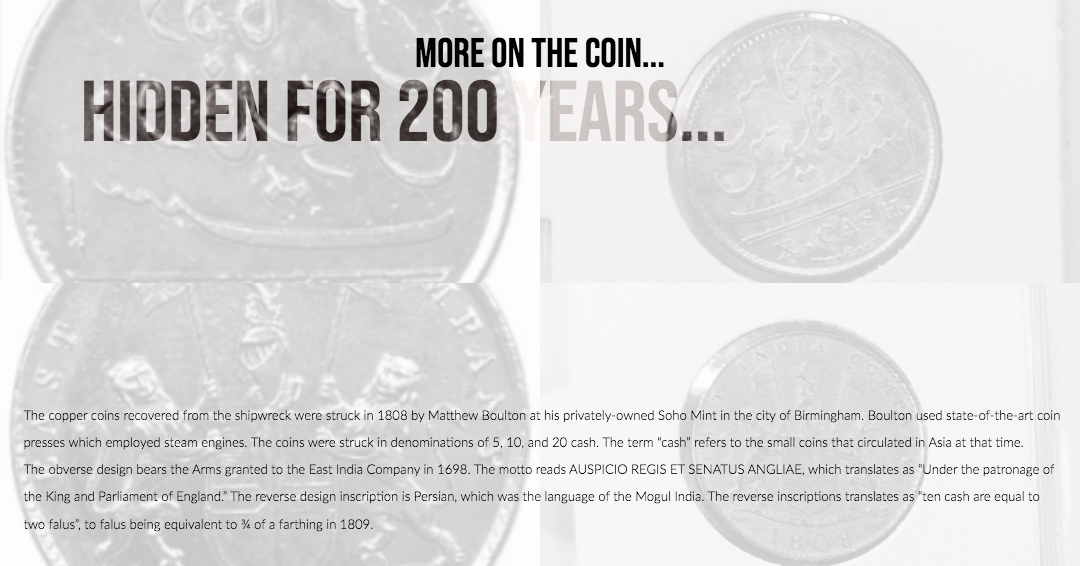 MORE ON THE COIN...
HIDDEN FOR 200 YEARS...
X·CASH
ST
IPA
INDIA COM
The copper coins recovered from the shipwreck were struck in 1808 by Matthew Boulton at his privately-owned Soho Mint in the city of Birmingham. Boulton used state-of-the-art coin
presses which employed steam engines. The coins were struck in denominations of 5, 10, and 20 cash. The term “cash” refers to the small coins that circulated in Asia at that time.
The obverse design bears the Arms granted to the East India Company in 1698. The motto reads AUSPICIO REGIS ET SENATUS ANGLIAE, which translates as “Under the patronage of
the King and Parliament of England.” The reverse design inscription is Persian, which was the language of the Mogul India. The reverse inscriptions translates as “ten cash are equal to
two falus”, to falus being equivalent to ¾ of a farthing in 1809.
1808